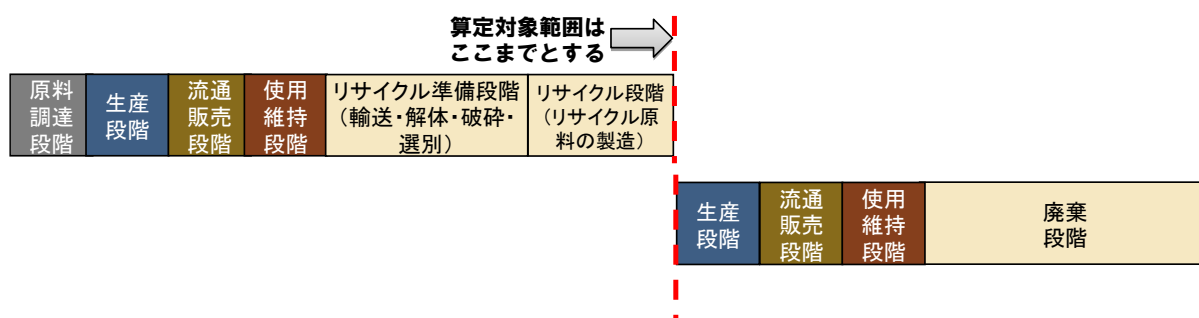 算定対象範囲は
ここまでとする
原料
調達
段階
生産
段階
流通
販売
段階
使用
維持
段階
リサイクル準備段階
（輸送・解体・破砕・
選別）
リサイクル段階
（リサイクル原
料の製造）
生産
段階
流通
販売
段階
使用
維持
段階
廃棄
段階